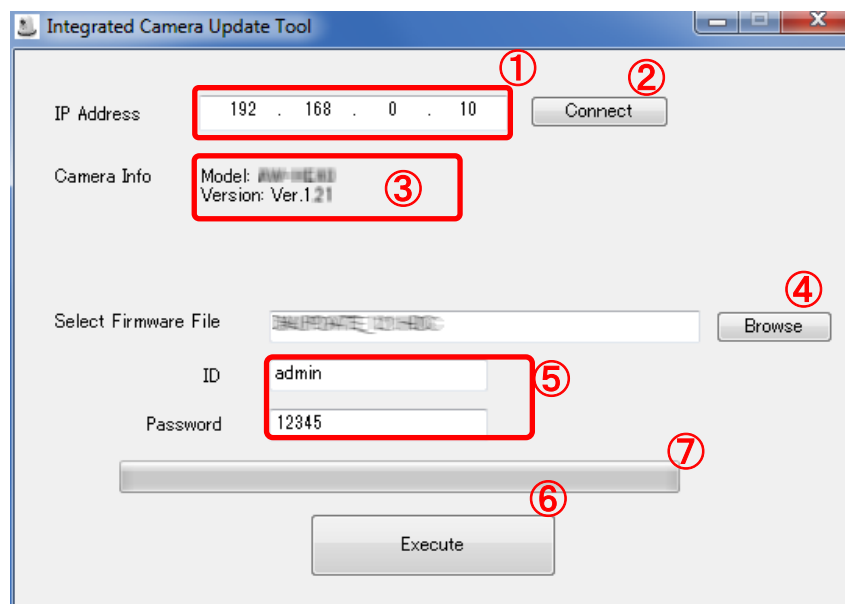 Integrated Camera Update Tool
①
②
IP Address 192 . 168 . 0 . 10 Connect
Camera Info Model:
Version: Ver.1.21
③
④
Select Firmware File Browse
ID admin
⑤
Password 12345
⑦
⑥
Execute